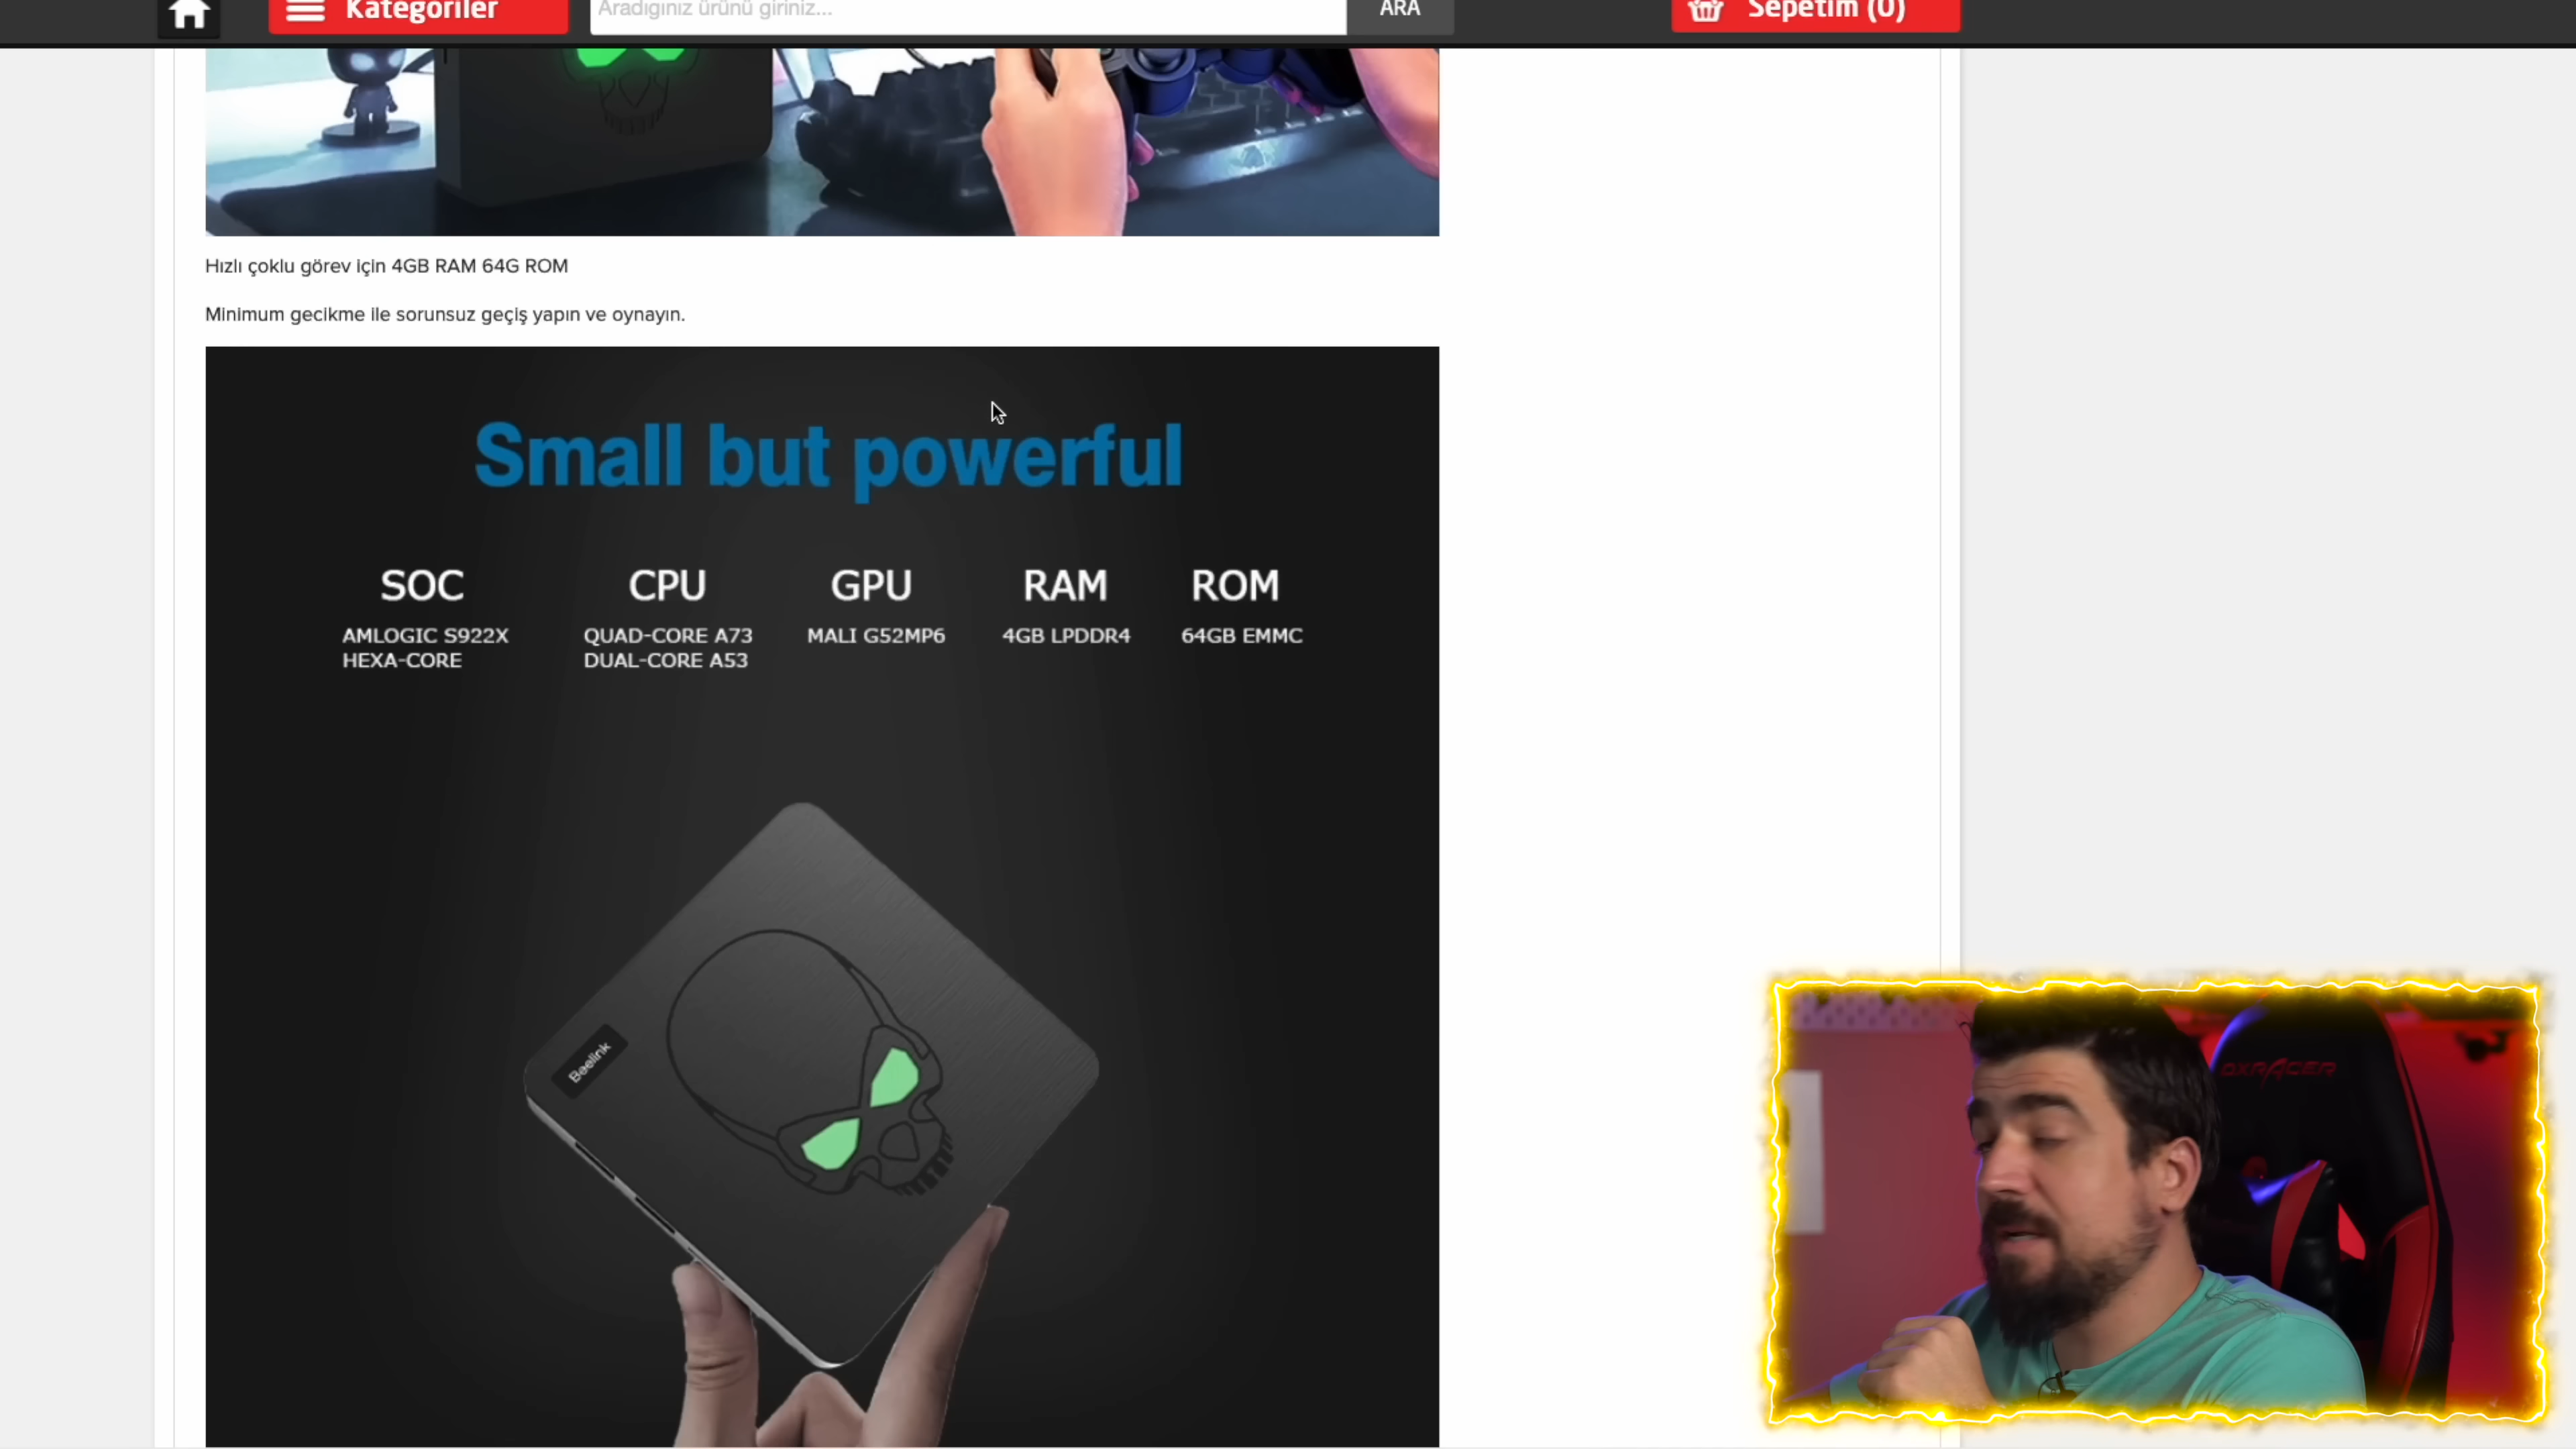 Kategoriler
Aradığınız ürünü giriniz...
ARA
Sepetim (0)
Hızlı çoklu görev için 4GB RAM 64G ROM
Minimum gecikme ile sorunsuz geçiş yapın ve oynayın.
Small but powerful
SOC CPU GPU RAM ROM
AMLOGIC S922X QUAD-CORE A73 MALI G52MP6 4GB LPDDR4 64GB EMMC
HEXA-CORE DUAL-CORE A53
Beelink
DXRACER